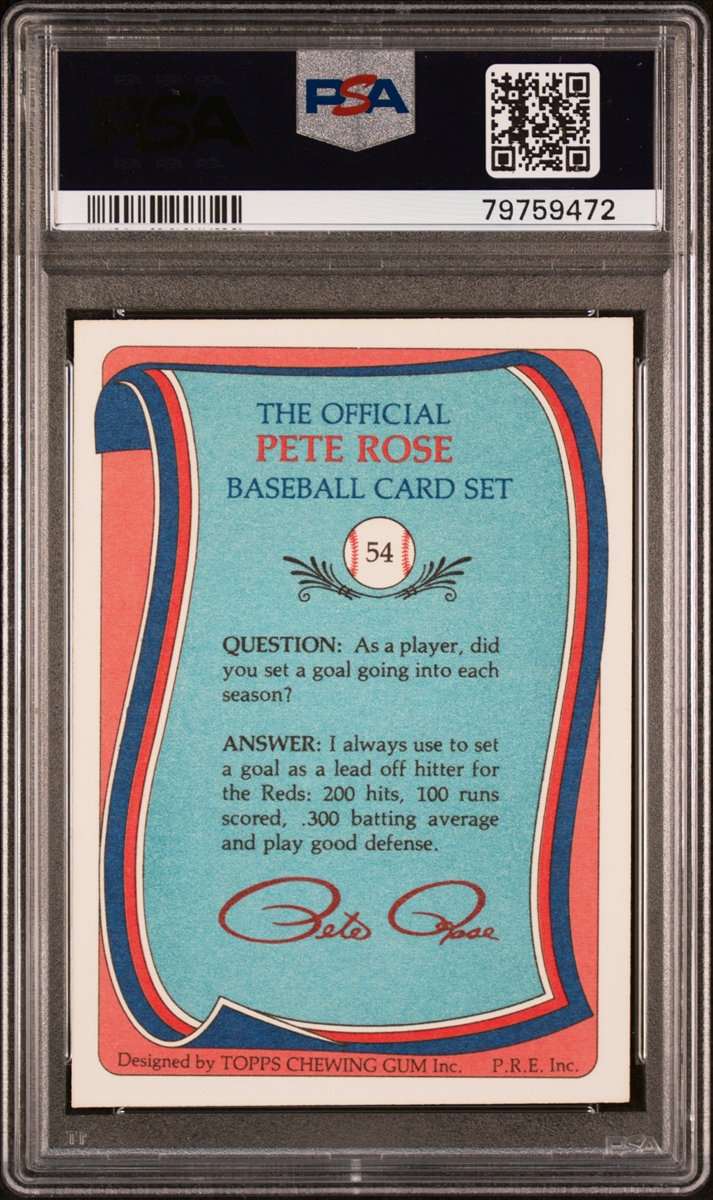 PSA
79759472
THE OFFICIAL
PETE ROSE
BASEBALL CARD SET
54
QUESTION: As a player, did
you set a goal going into each
season?
ANSWER: I always use to set
a goal as a lead off hitter for
the Reds: 200 hits, 100 runs
scored, .300 batting average
and play good defense.
Pete Rose
Designed by TOPPS CHEWING GUM Inc. P.R.E. Inc.
PSA